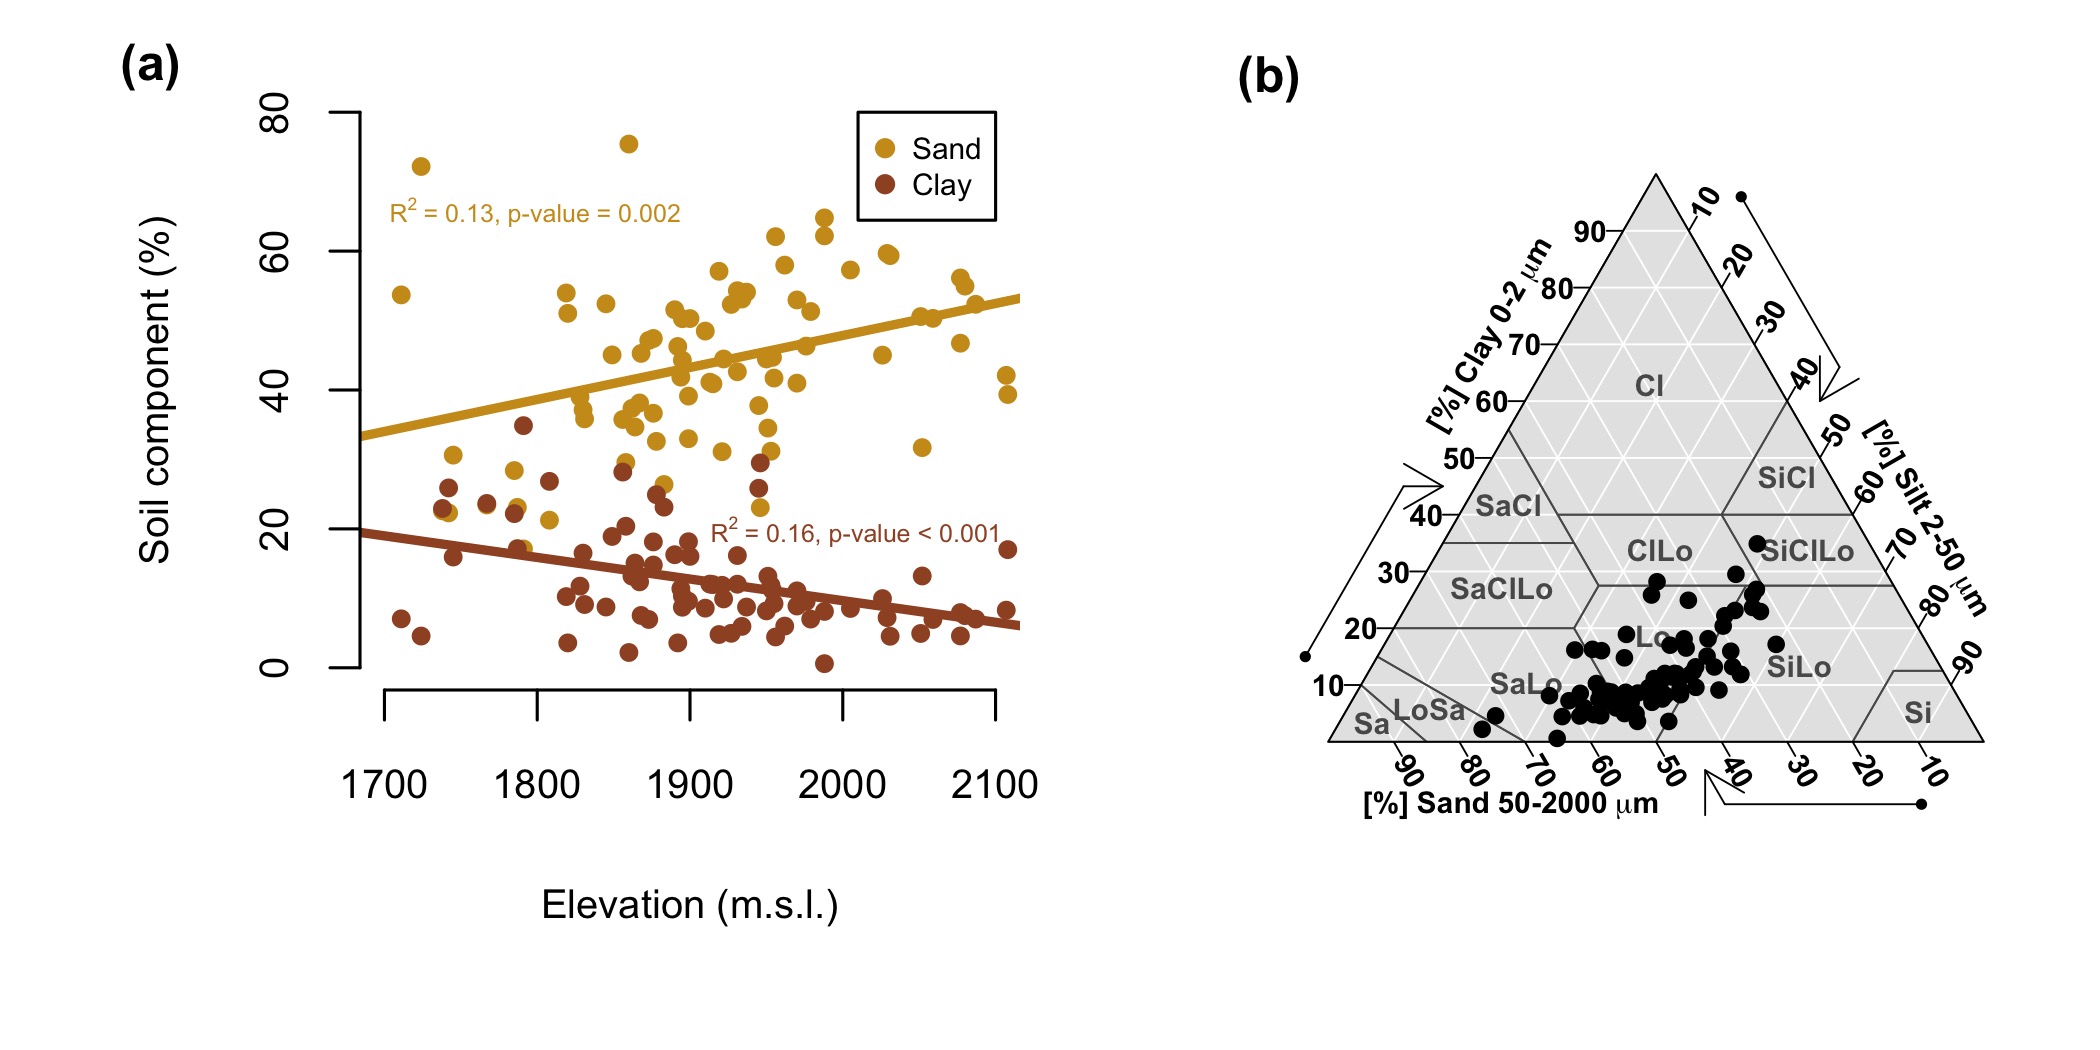 (a)
80
60
40
20
0
Soil component (%)
Sand
Clay
R² = 0.13, p-value = 0.002
R² = 0.16, p-value < 0.001
1700 1800 1900 2000 2100
Elevation (m.s.l.)
(b)
90
80
70
60
50
40
30
20
10
[%] Clay 0-2 μm
10
20
30
40
50
60
70
80
90
[%] Silt 2-50 μm
Cl
SiCl
SaCl
ClLo
SiClLo
SaClLo
Lo
SiLo
SaLo
LoSa
Sa
Si
90 80 70 60 50 40 30 20 10
[%] Sand 50-2000 μm